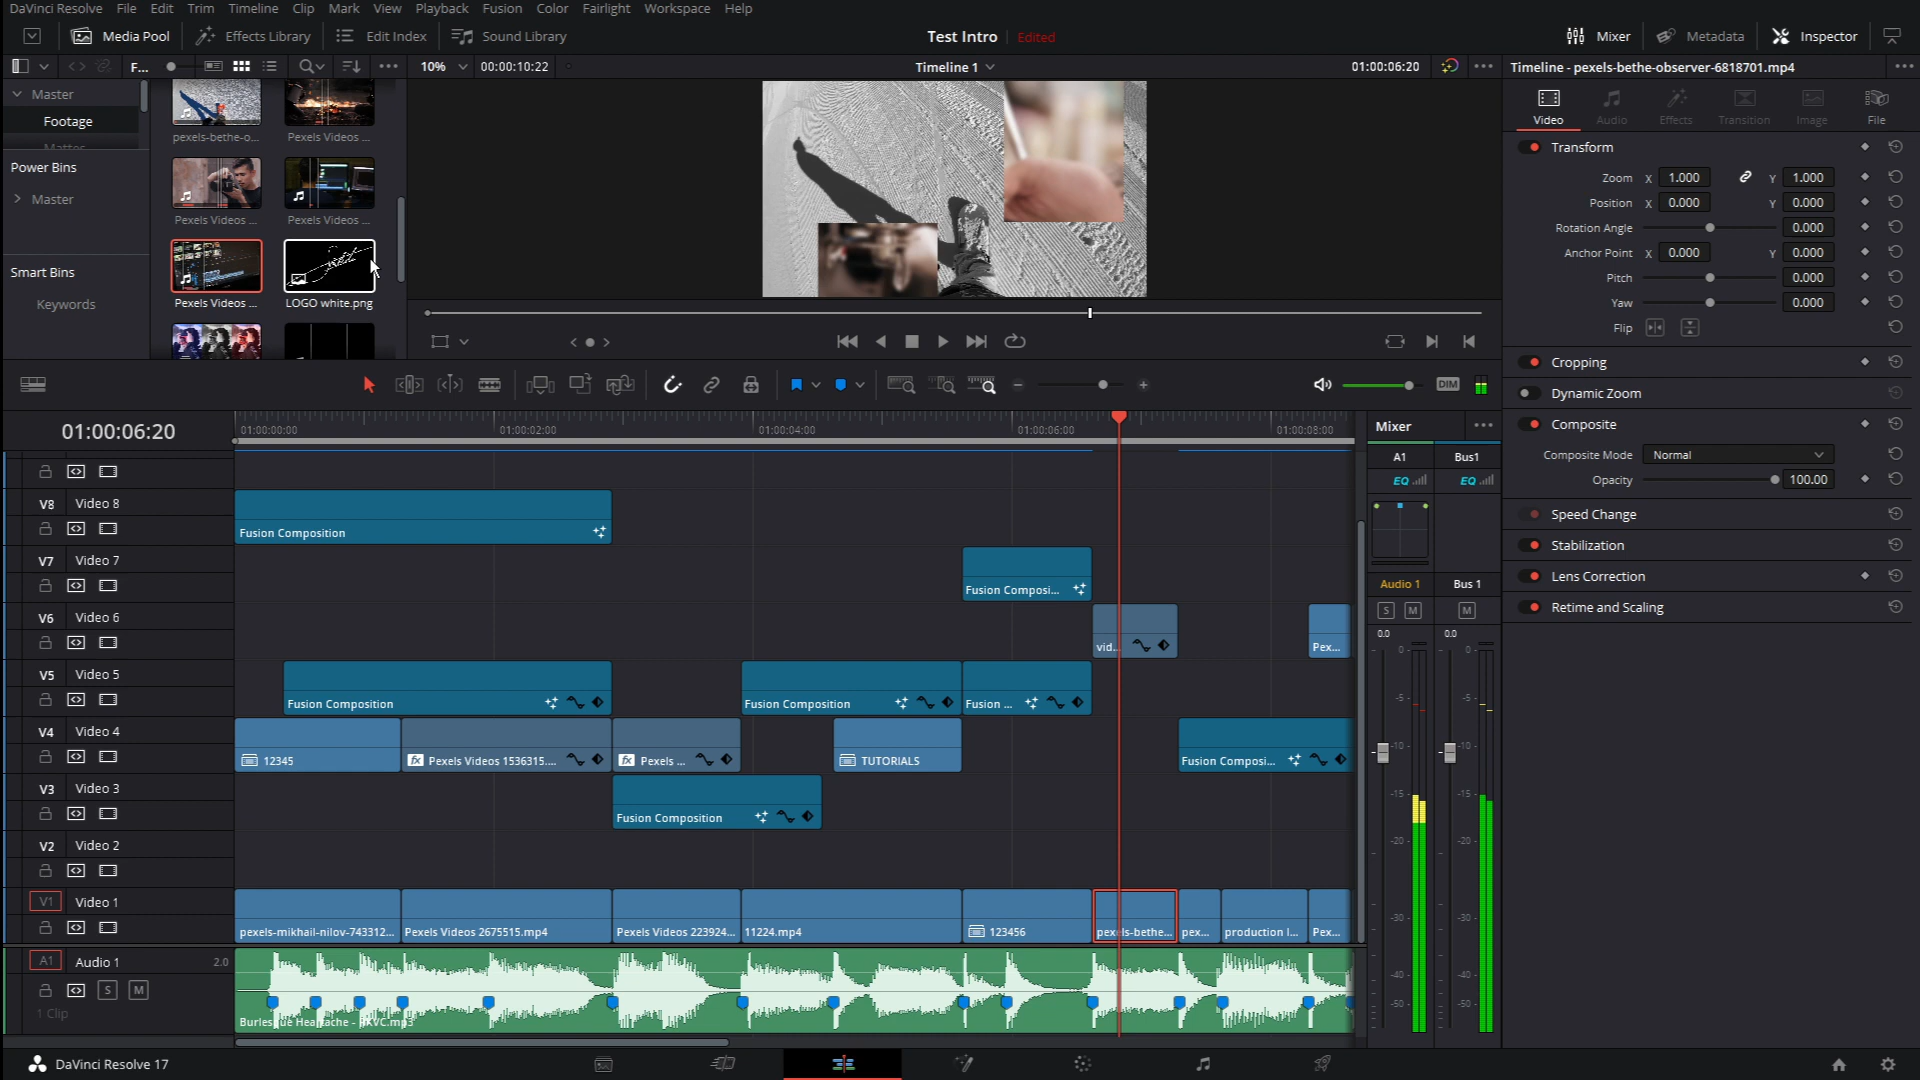 DaVinci Resolve File Edit Trim Timeline Clip Mark View Playback Fusion Color Fairlight Workspace Help
Media Pool Effects Library Edit Index Sound Library Test Intro Edited Mixer Metadata Inspector
F... 10% 00:00:10:22 Timeline 1 01:00:06:20 Timeline - pexels-bethe-observer-6818701.mp4
Master
Footage
Power Bins
Master
Smart Bins
Keywords
pexels-bethe-o... Pexels Videos ...
Pexels Videos ... Pexels Videos ...
Pexels Videos ... LOGO white.png
Video Audio Effects Transition Image File
Transform
Zoom X 1.000 Y 1.000
Position X 0.000 Y 0.000
Rotation Angle 0.000
Anchor Point X 0.000 Y 0.000
Pitch 0.000
Yaw 0.000
Flip
Cropping
Dynamic Zoom
Composite
Composite Mode Normal
Opacity 100.00
Speed Change
Stabilization
Lens Correction
Retime and Scaling
DIM
01:00:06:20 01:00:00:00 01:00:02:00 01:00:04:00 01:00:06:00 01:00:08:00
V8 Video 8
Fusion Composition
V7 Video 7
Fusion Composi...
V6 Video 6
vid... Pex...
V5 Video 5
Fusion Composition Fusion Composition Fusion ...
V4 Video 4
12345 fx Pexels Videos 1536315.... fx Pexels ... TUTORIALS Fusion Composi...
V3 Video 3
Fusion Composition
V2 Video 2
V1 Video 1
pexels-mikhail-nilov-743312... Pexels Videos 2675515.mp4 Pexels Videos 223924... 11224.mp4 123456 pexels-bethe... pex... production I... Pex...
A1 Audio 1 2.0
S M
1 Clip
Mixer
A1 Bus1
EQ EQ
Audio 1 Bus 1
S M M
0.0 0.0
0- 0-
-5- -5-
-10- -10-
-15- -15-
-20- -20-
-30- -30-
-40- -40-
-50- -50-
DaVinci Resolve 17